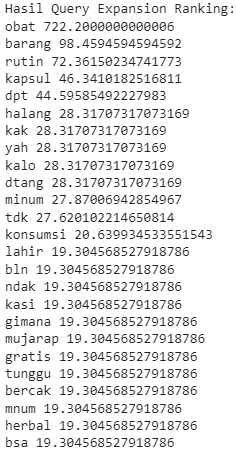 Hasil Query Expansion Ranking:
obat 722.2000000000006
barang 98.4594594594592
rutin 72.36150234741773
kapsul 46.3410182516811
dpt 44.59585492227983
halang 28.31707317073169
kak 28.31707317073169
yah 28.31707317073169
kalo 28.31707317073169
dtang 28.31707317073169
minum 27.87006942854967
tdk 27.620102214650814
konsumsi 20.639934533551543
lahir 19.304568527918786
bln 19.304568527918786
ndak 19.304568527918786
kasi 19.304568527918786
gimana 19.304568527918786
mujarap 19.304568527918786
gratis 19.304568527918786
tunggu 19.304568527918786
bercak 19.304568527918786
mnum 19.304568527918786
herbal 19.304568527918786
bsa 19.304568527918786